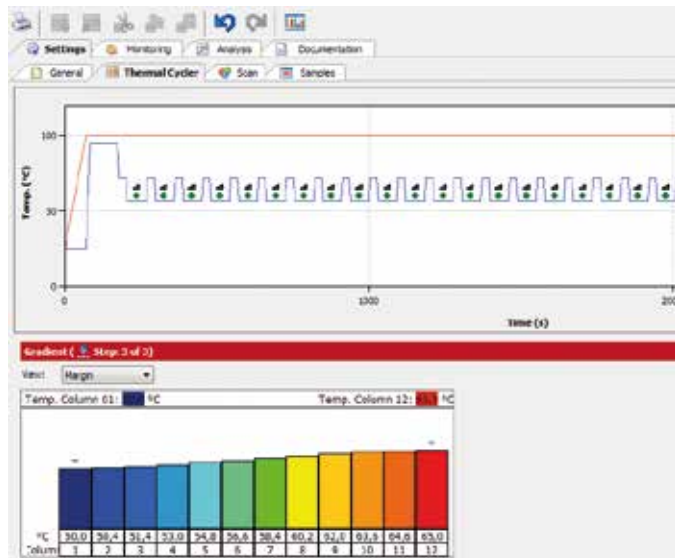 Settings Monitoring Analysis Documentation
General Thermal Cycler Scan Samples
Temp. (°C)
100
50
0
0 1000 200
Time (s)
Gradient ( Step: 3 of 3)
View: Margin
Temp. Column 01: °C Temp. Column 12: °C
°C 50,0 50,4 51,4 53,0 54,8 56,6 58,4 60,2 62,0 63,6 64,6 65,0
Column 1 2 3 4 5 6 7 8 9 10 11 12